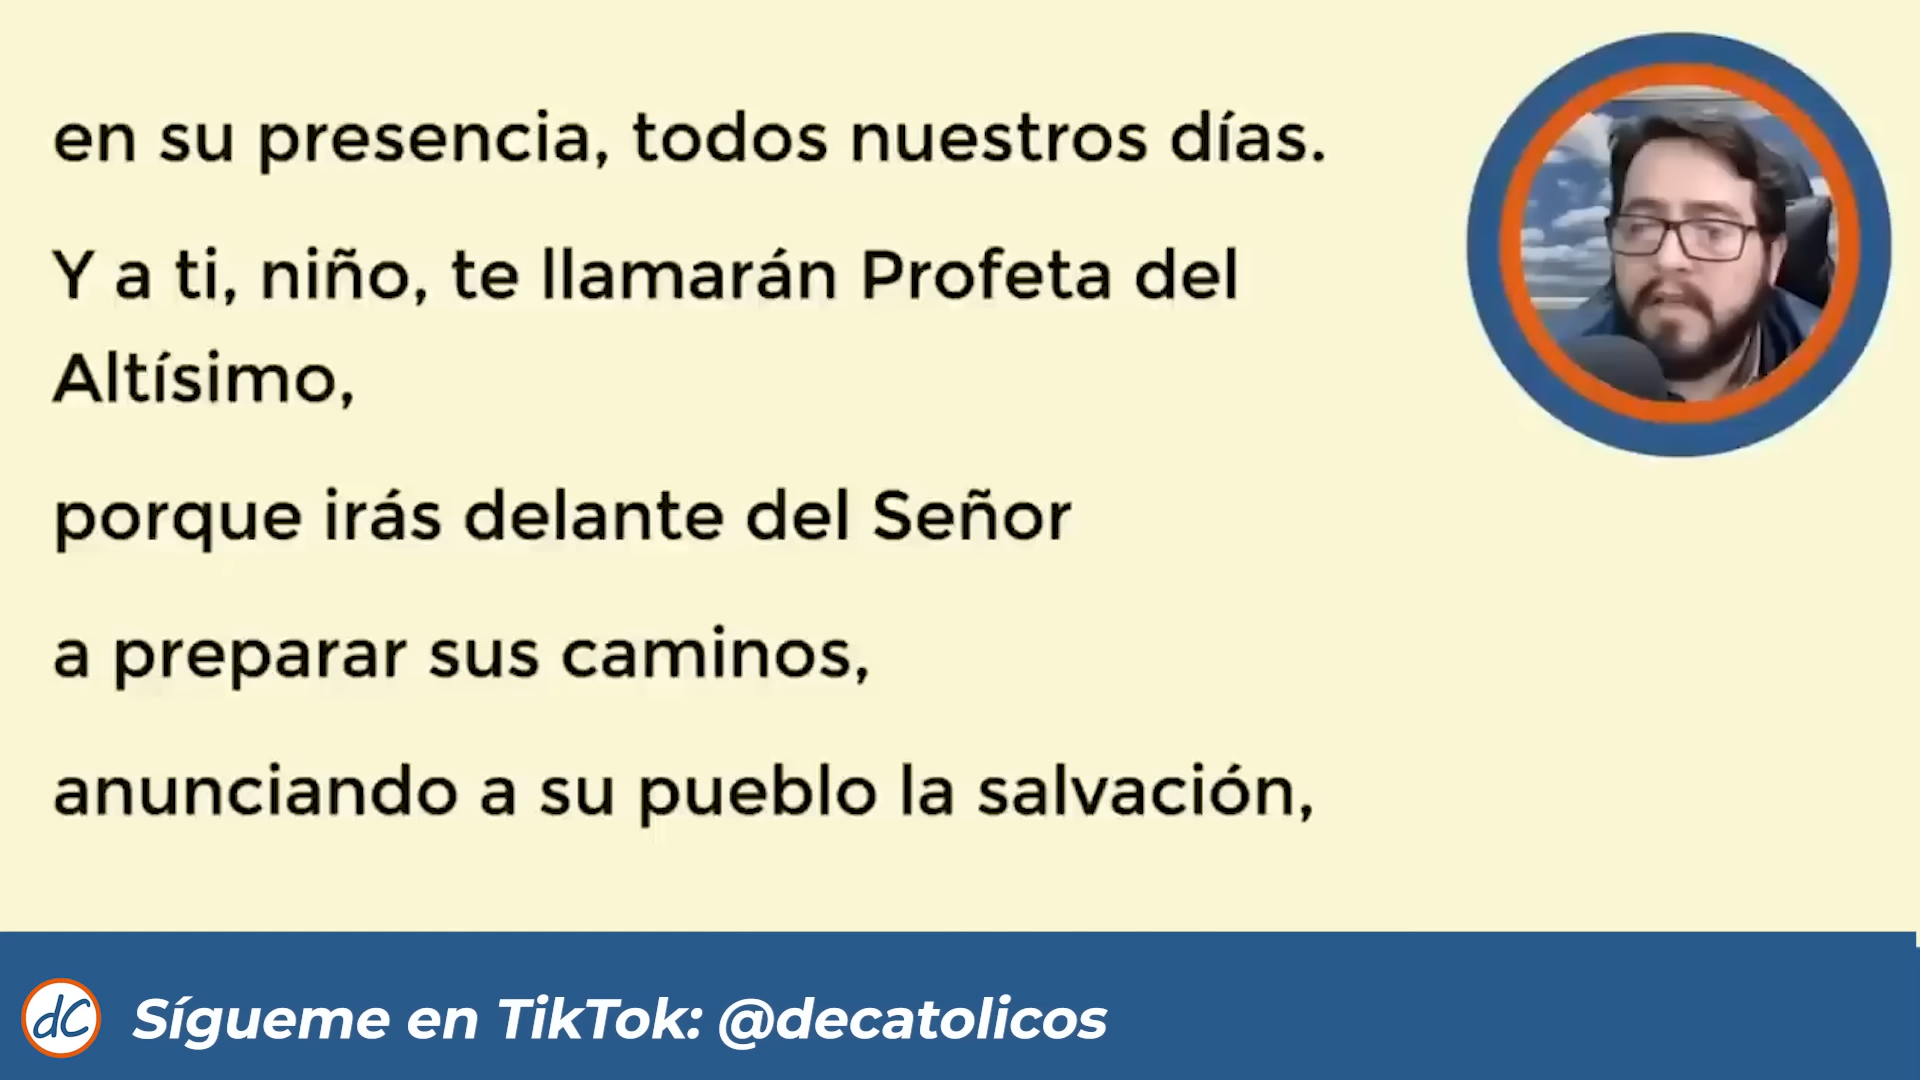 en su presencia, todos nuestros días.
Y a ti, niño, te llamarán Profeta del
Altísimo,
porque irás delante del Señor
a preparar sus caminos,
anunciando a su pueblo la salvación,
dC Sígueme en TikTok: @decatolicos